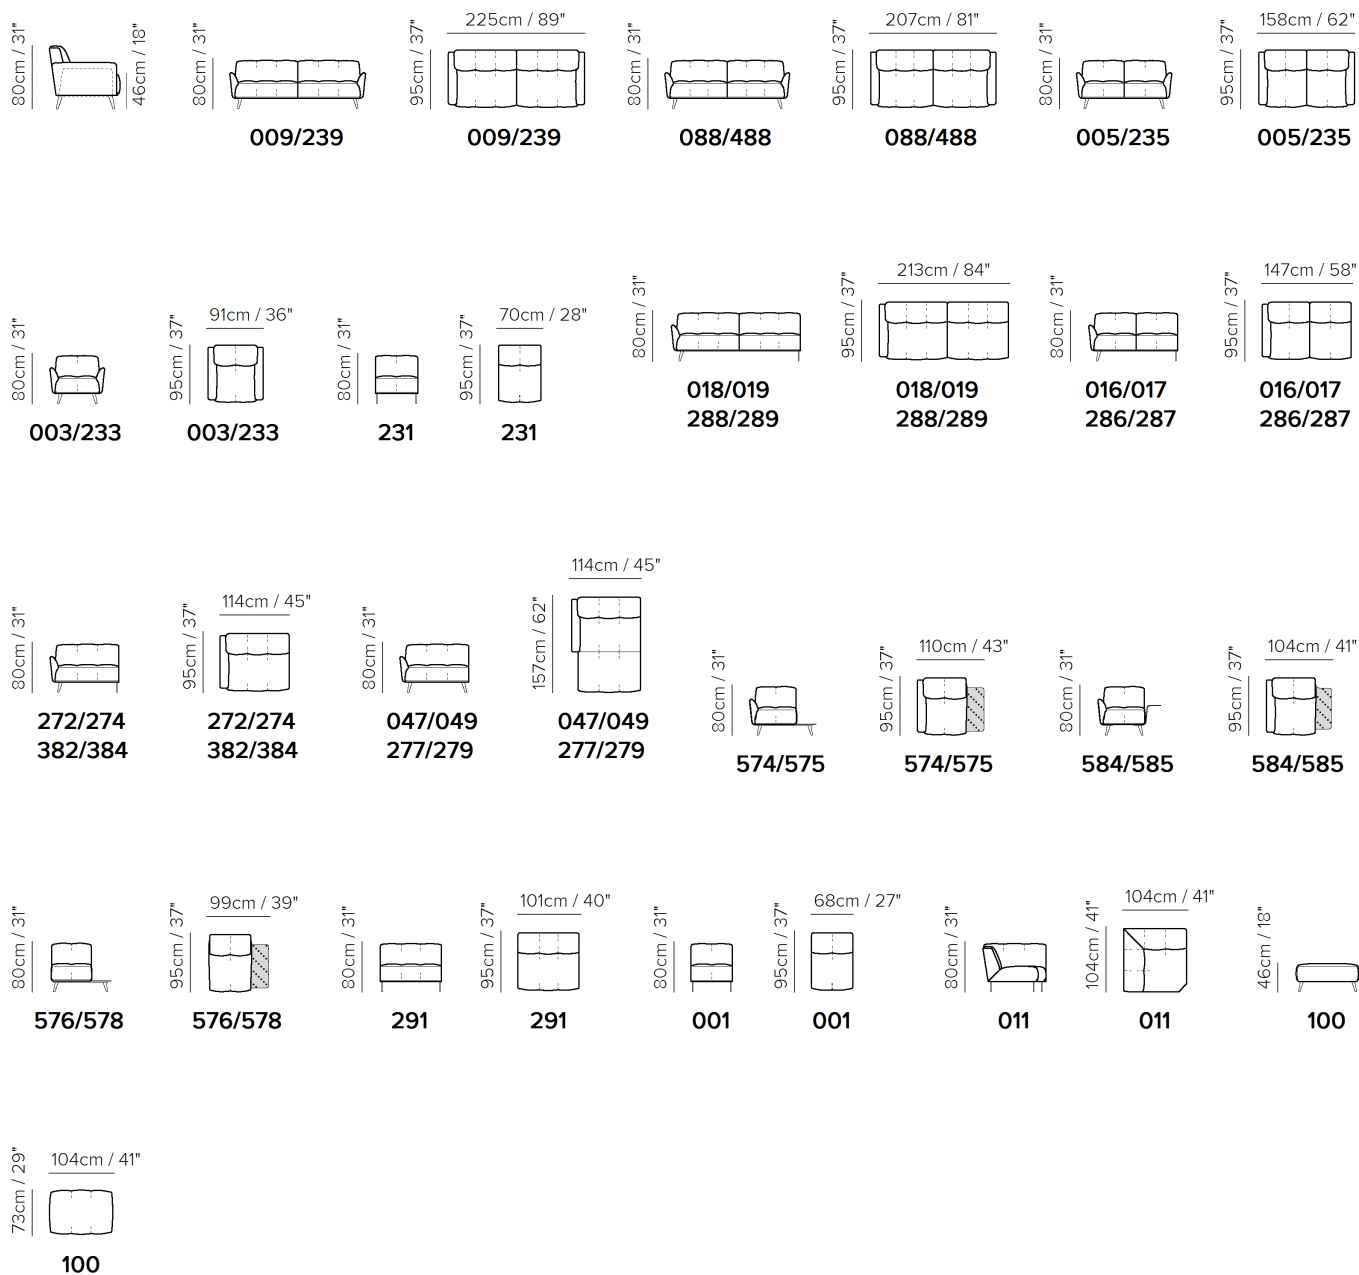 80cm / 31"
46cm / 18"
80cm / 31"
009/239
95cm / 37"
225cm / 89"
009/239
80cm / 31"
088/488
95cm / 37"
207cm / 81"
088/488
80cm / 31"
005/235
95cm / 37"
158cm / 62"
005/235
80cm / 31"
003/233
95cm / 37"
91cm / 36"
003/233
80cm / 31"
231
95cm / 37"
70cm / 28"
231
80cm / 31"
018/019
288/289
95cm / 37"
213cm / 84"
018/019
288/289
80cm / 31"
016/017
286/287
95cm / 37"
147cm / 58"
016/017
286/287
80cm / 31"
272/274
382/384
95cm / 37"
114cm / 45"
272/274
382/384
80cm / 31"
047/049
277/279
157cm / 62"
114cm / 45"
047/049
277/279
80cm / 31"
574/575
95cm / 37"
110cm / 43"
574/575
80cm / 31"
584/585
95cm / 37"
104cm / 41"
584/585
80cm / 31"
576/578
95cm / 37"
99cm / 39"
576/578
80cm / 31"
291
95cm / 37"
101cm / 40"
291
80cm / 31"
001
95cm / 37"
68cm / 27"
001
80cm / 31"
011
104cm / 41"
104cm / 41"
011
46cm / 18"
100
73cm / 29"
104cm / 41"
100